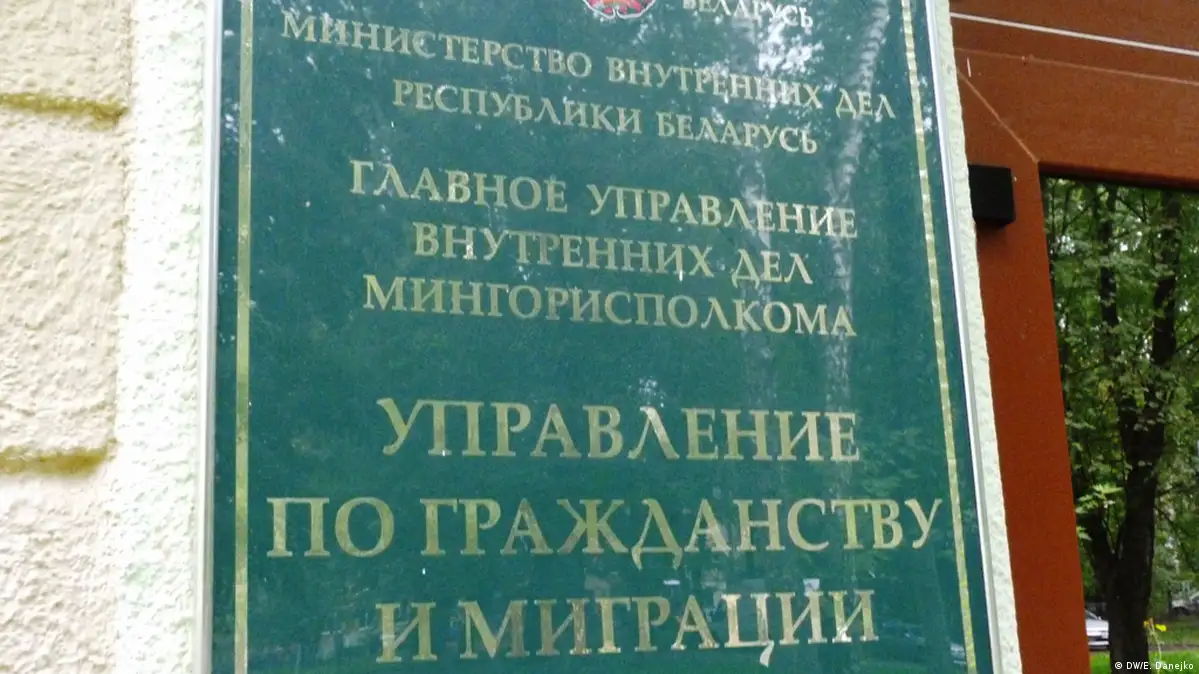 БЕЛАРУСЬ
МИНИСТЕРСТВО ВНУТРЕННИХ ДЕЛ
РЕСПУБЛИКИ БЕЛАРУСЬ
ГЛАВНОЕ УПРАВЛЕНИЕ
ВНУТРЕННИХ ДЕЛ
МИНГОРИСПОЛКОМА
УПРАВЛЕНИЕ
ПО ГРАЖДАНСТВУ
И МИГРАЦИИ
© DW/E. Danejko